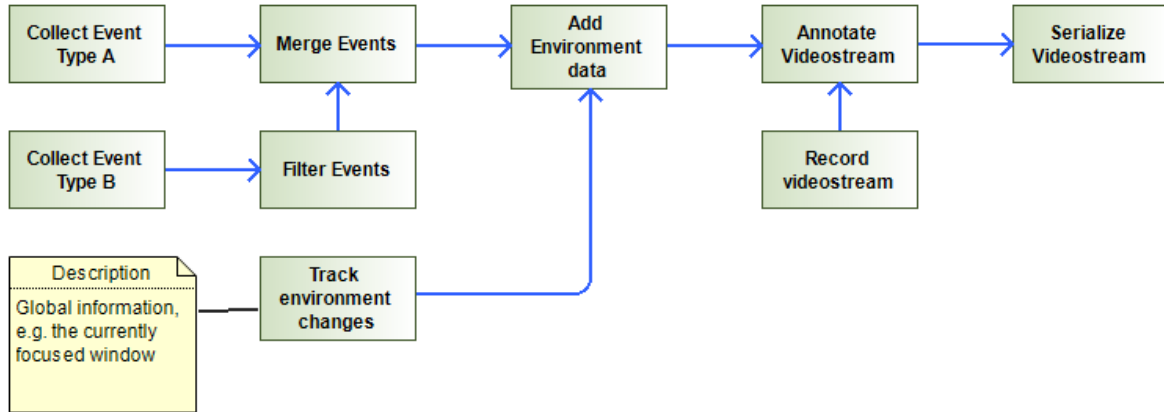 Collect Event
Type A
Merge Events
Add
Environment
data
Annotate
Videostream
Serialize
Videostream
Collect Event
Type B
Filter Events
Record
videostream
Description
Global information,
e.g. the currently
focused window
Track
environment
changes